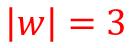 |w| = 3